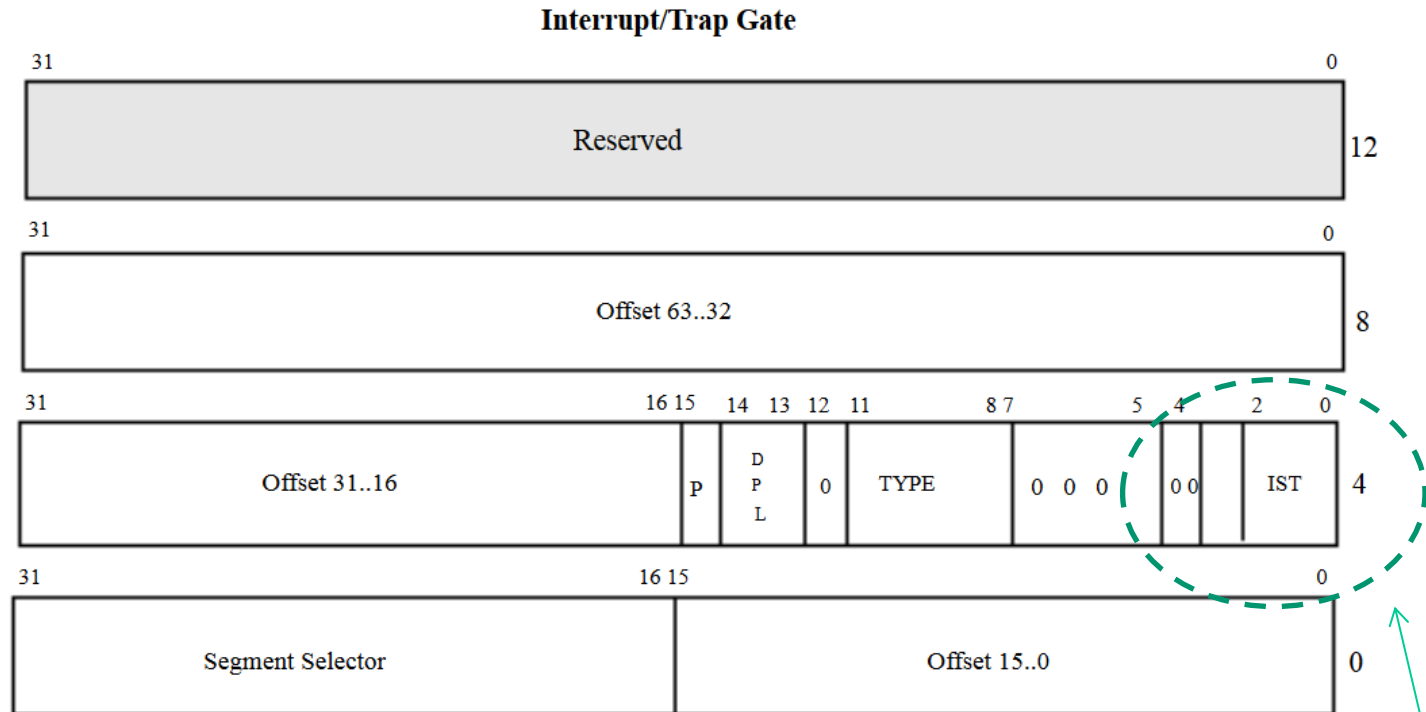 Interrupt/Trap Gate
31 0
Reserved 12
31 0
Offset 63..32 8
31 16 15 14 13 12 11 8 7 5 4 2 0
Offset 31..16 P D P L 0 TYPE 0 0 0 0 0 IST 4
31 16 15 0
Segment Selector Offset 15..0 0